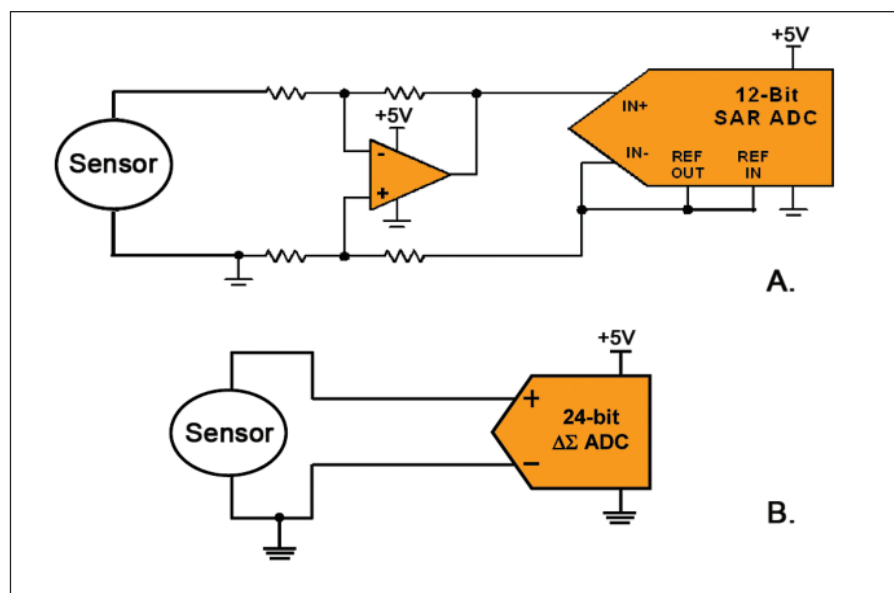 +5V
12-Bit
SAR ADC
IN+
+5V
-
Sensor
IN-
REF
OUT
REF
IN
+
A.
+5V
+
24-bit
ΔΣ ADC
Sensor
–
B.